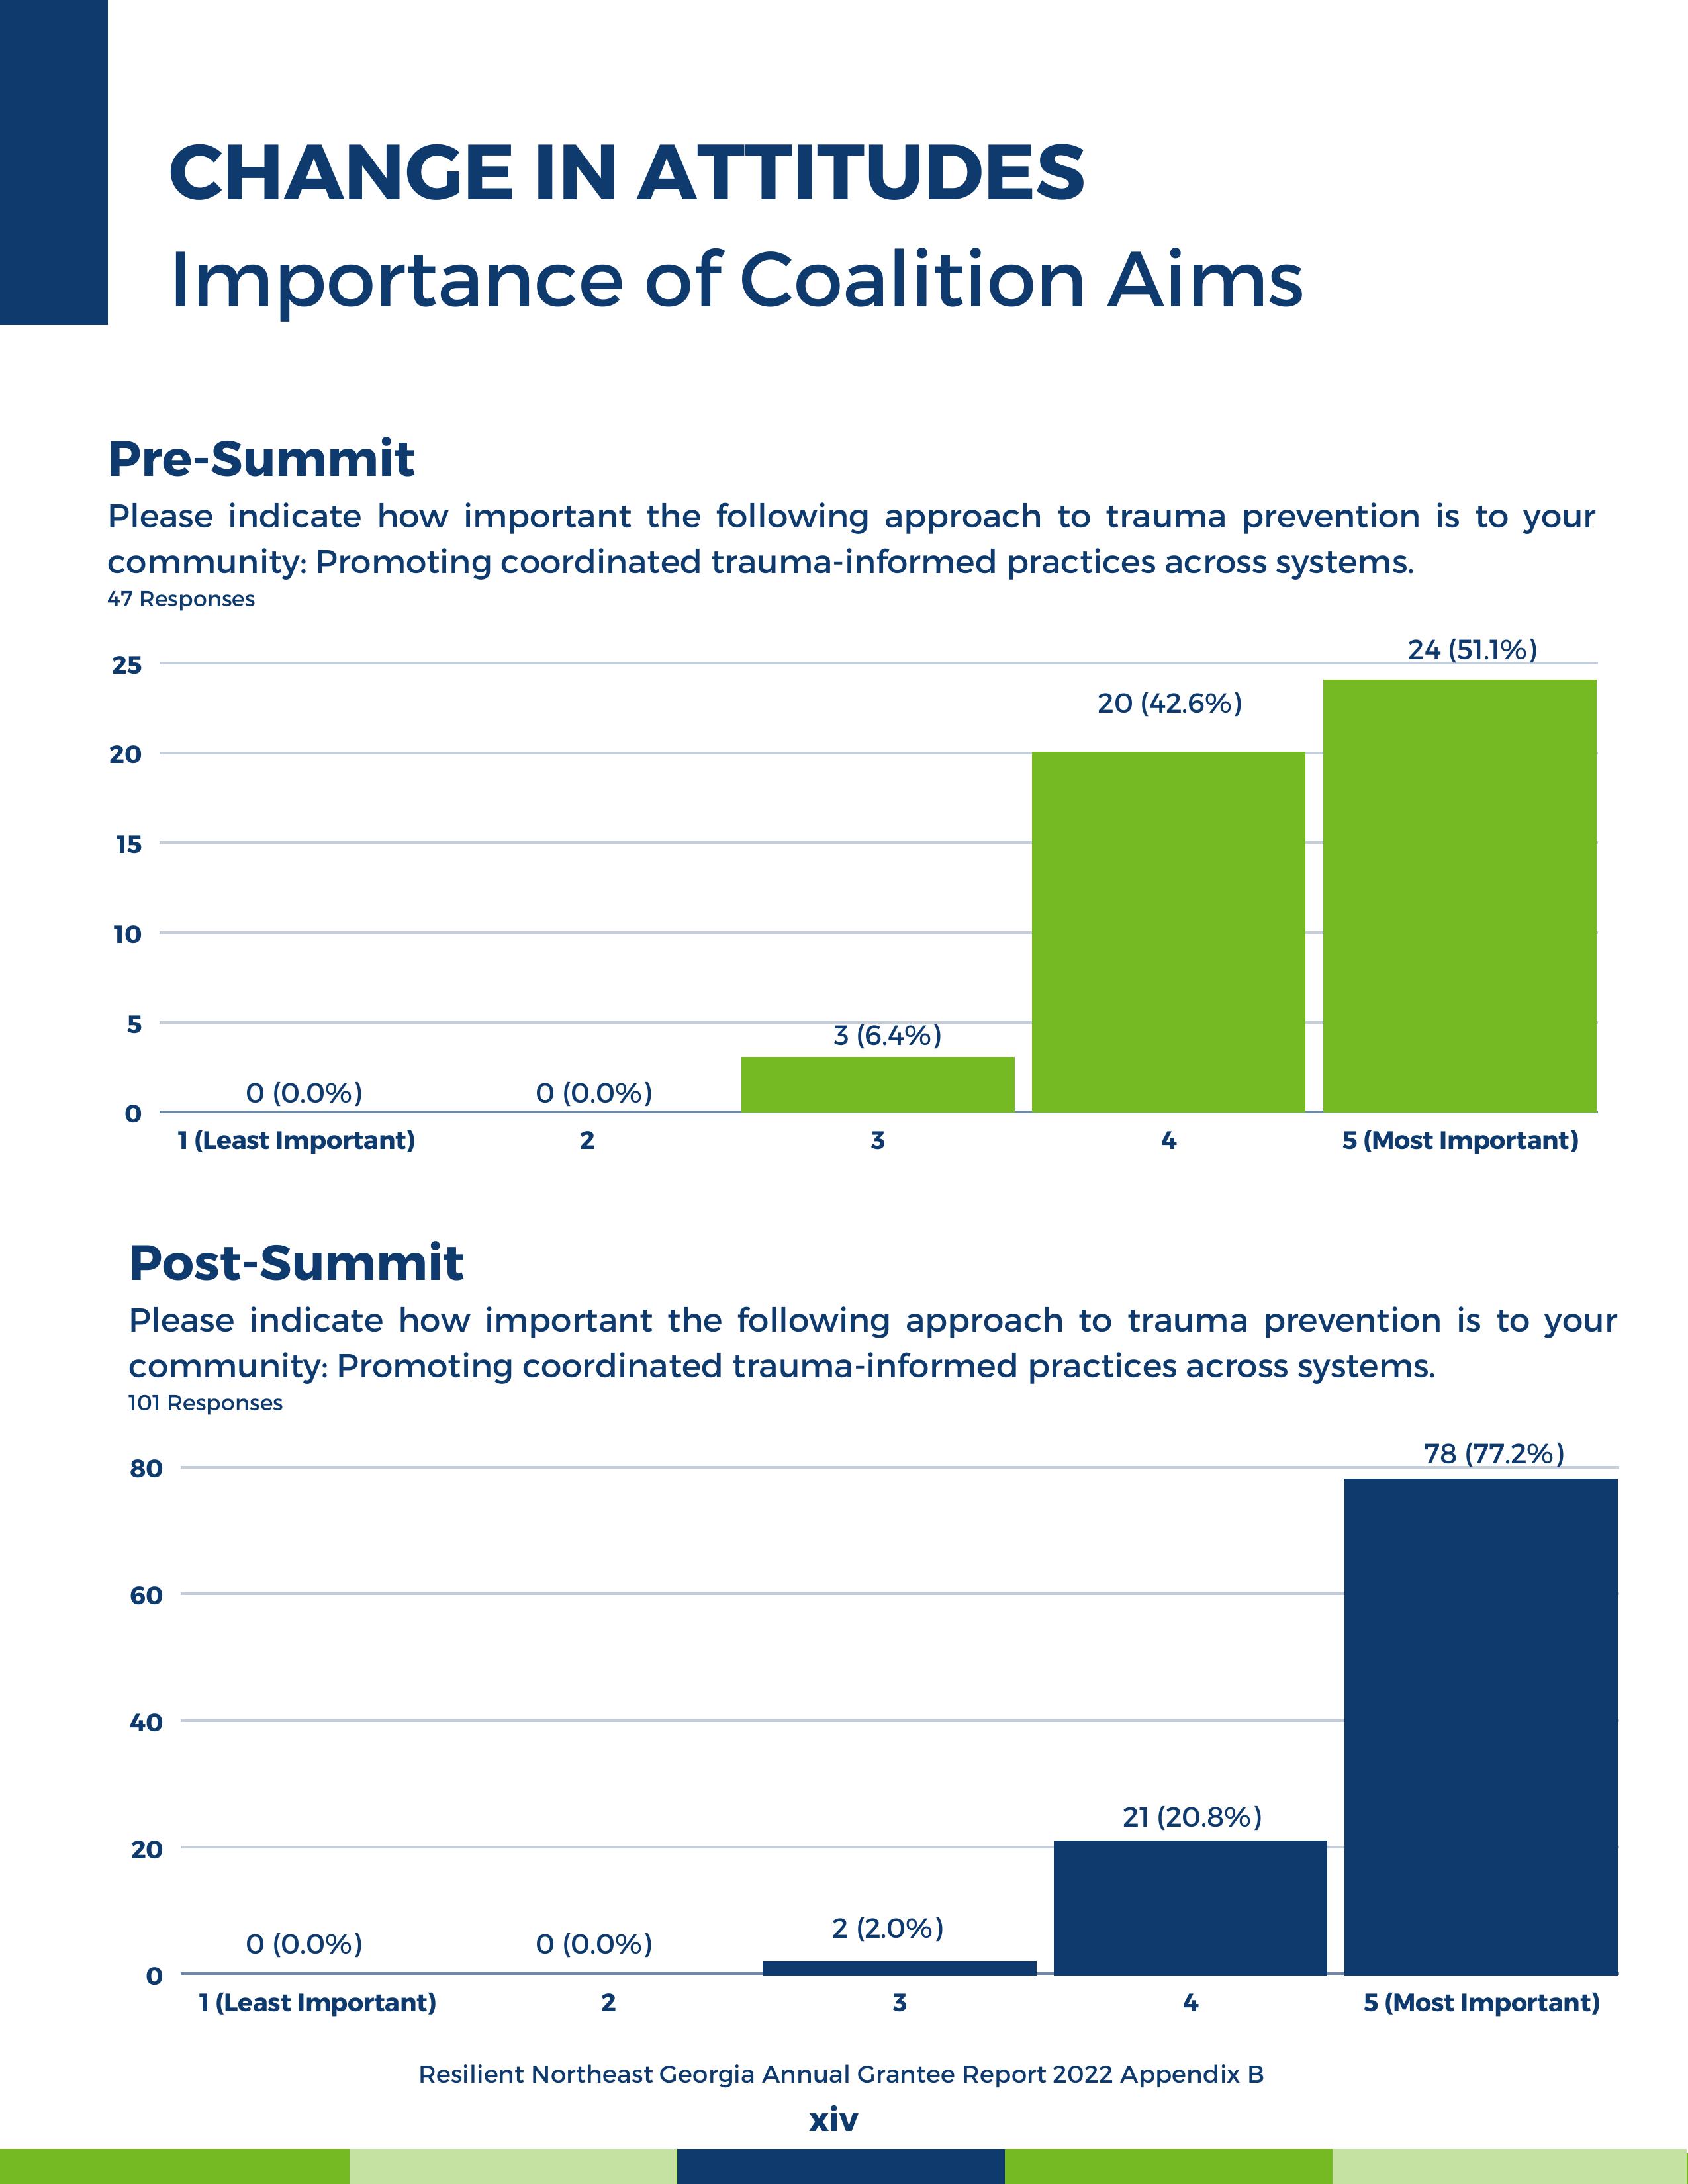 CHANGE IN ATTITUDES
Importance of Coalition Aims
Pre-Summit
Please indicate how important the following approach to trauma prevention is to your
community: Promoting coordinated trauma-informed practices across systems.
47 Responses
24 (51.1%)
25
20 (42.6%)
20
15
10
5
3 (6.4%)
0 (0.0%)
0 (0.0%)
0
1 (Least Important)
2
3
4
5 (Most Important)
Post-Summit
Please indicate how important the following approach to trauma prevention is to your
community: Promoting coordinated trauma-informed practices across systems.
101 Responses
78 (77.2%)
80
60
40
21 (20.8%)
20
2 (2.0%)
0 (0.0%)
0 (0.0%)
0
1 (Least Important)
2
3
4
5 (Most Important)
Resilient Northeast Georgia Annual Grantee Report 2022 Appendix B
xiv